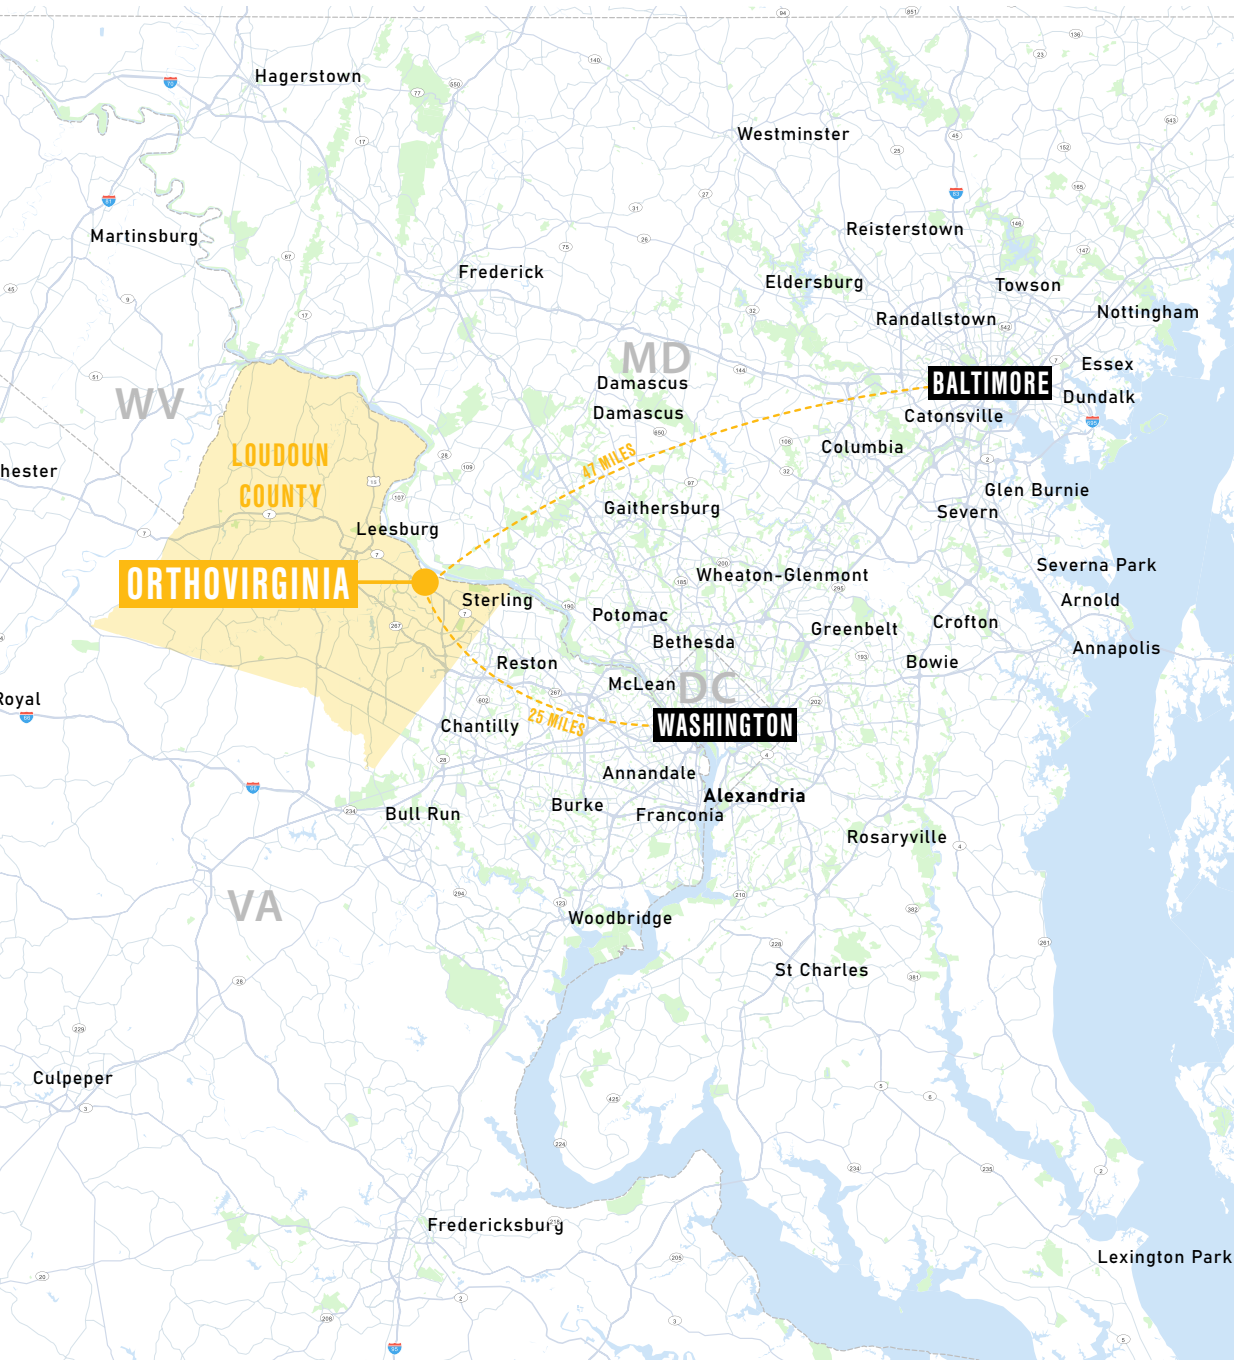 Hagerstown
Westminster
Martinsburg
Reisterstown
Frederick
Eldersburg
Towson
Nottingham
Randallstown
MD
Essex
Damascus
BALTIMORE
WV
Dundalk
Damascus
Catonsville
LOUDOUN
COUNTY
47 MILES
Columbia
hester
Glen Burnie
Gaithersburg
Severn
Leesburg
Severna Park
Wheaton-Glenmont
ORTHOVIRGINIA
Sterling
Arnold
Potomac
Crofton
Greenbelt
Bethesda
Annapolis
Reston
Bowie
McLean
DC
Royal
25 MILES
WASHINGTON
Chantilly
Annandale
Alexandria
Burke
Bull Run
Franconia
Rosaryville
VA
Woodbridge
St Charles
Culpeper
Fredericksburg
Lexington Park